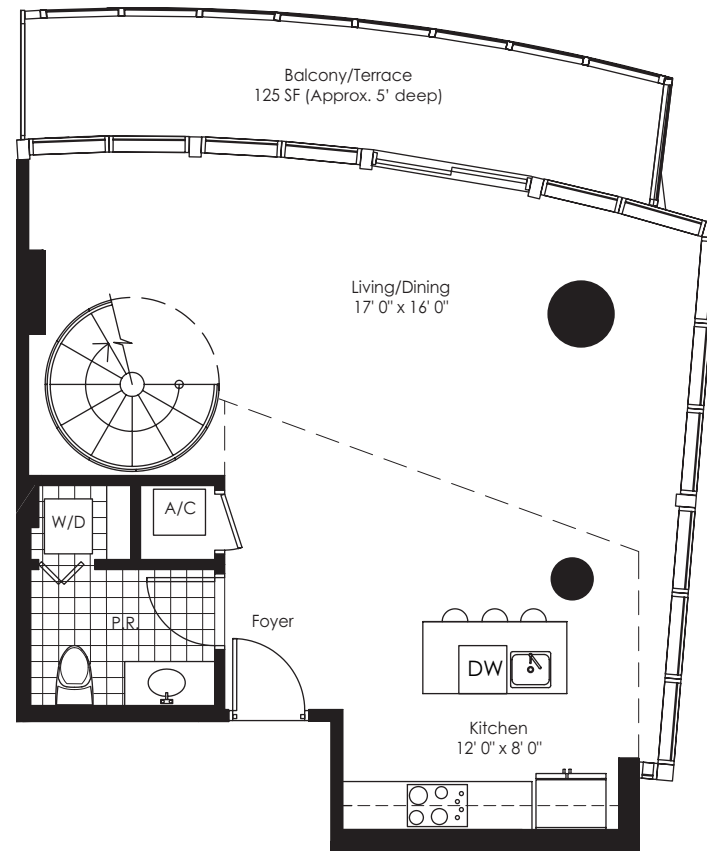 Balcony/Terrace
125 SF (Approx. 5' deep)
Living/Dining
17' 0" x 16' 0"
W/D
A/C
P.R.
Foyer
DW
Kitchen
12' 0" x 8' 0"